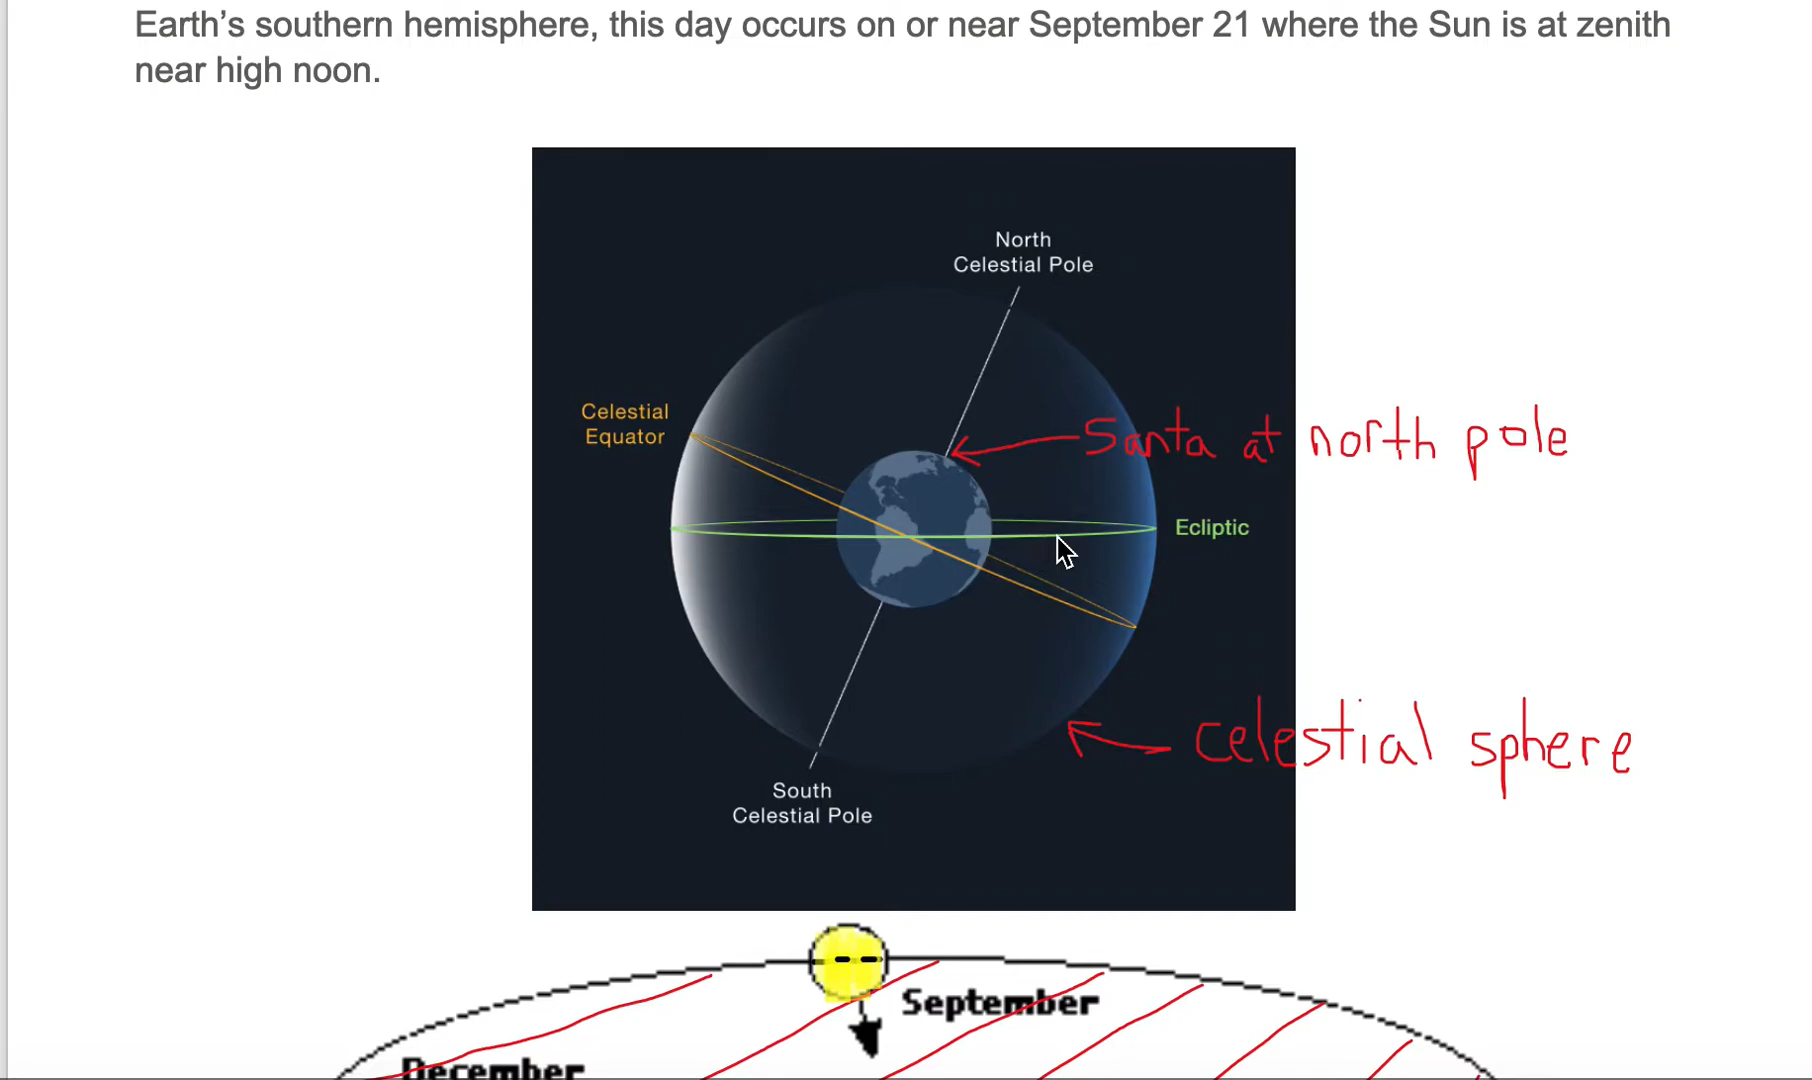 Earth’s southern hemisphere, this day occurs on or near September 21 where the Sun is at zenith
near high noon.
North
Celestial Pole
Celestial
Equator
Santa at north pole
Ecliptic
celestial sphere
South
Celestial Pole
September
December